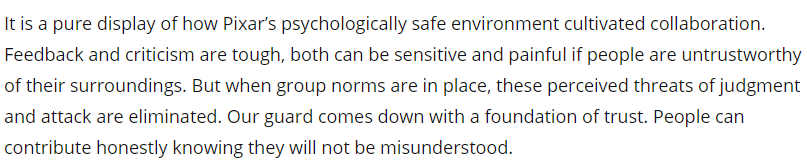 It is a pure display of how Pixar’s psychologically safe environment cultivated collaboration.
Feedback and criticism are tough, both can be sensitive and painful if people are untrustworthy
of their surroundings. But when group norms are in place, these perceived threats of judgment
and attack are eliminated. Our guard comes down with a foundation of trust. People can
contribute honestly knowing they will not be misunderstood.